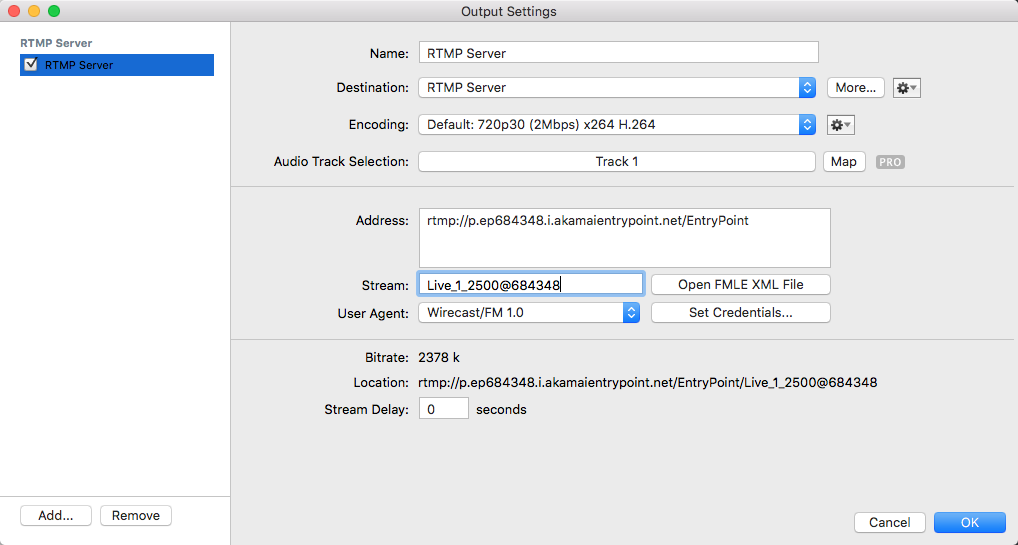 Output Settings
RTMP Server
RTMP Server
Name: RTMP Server
Destination: RTMP Server More...
Encoding: Default: 720p30 (2Mbps) x264 H.264
Audio Track Selection: Track 1 Map PRO
Address: rtmp://p.ep684348.i.akamaientrypoint.net/EntryPoint
Stream: Live_1_2500@684348 Open FMLE XML File
User Agent: Wirecast/FM 1.0 Set Credentials...
Bitrate: 2378 k
Location: rtmp://p.ep684348.i.akamaientrypoint.net/EntryPoint/Live_1_2500@684348
Stream Delay: 0 seconds
Add... Remove
Cancel OK